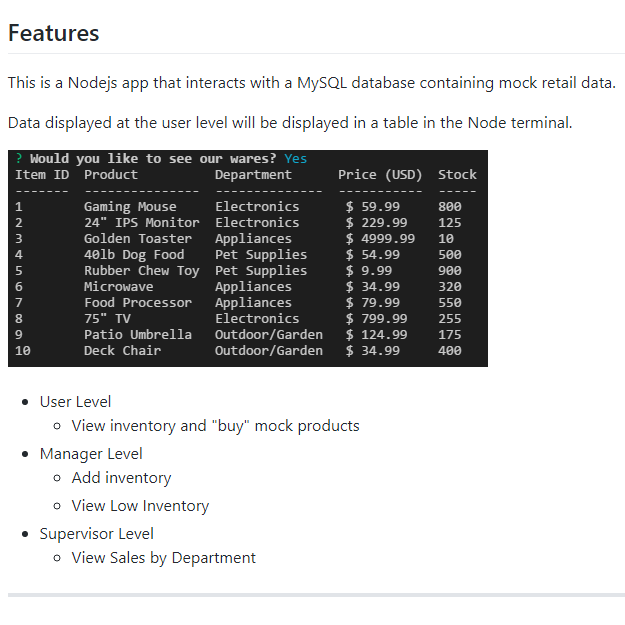 Features
This is a Nodejs app that interacts with a MySQL database containing mock retail data.
Data displayed at the user level will be displayed in a table in the Node terminal.
? Would you like to see our wares? Yes
Item ID  Product          Department      Price (USD)  Stock
-------  ---------------  --------------  -----------  -----
1        Gaming Mouse     Electronics     $ 59.99      800
2        24" IPS Monitor  Electronics     $ 229.99     125
3        Golden Toaster   Appliances      $ 4999.99    10
4        40lb Dog Food    Pet Supplies    $ 54.99      500
5        Rubber Chew Toy  Pet Supplies    $ 9.99       900
6        Microwave        Appliances      $ 34.99      320
7        Food Processor   Appliances      $ 79.99      550
8        75" TV           Electronics     $ 799.99     255
9        Patio Umbrella   Outdoor/Garden  $ 124.99     175
10       Deck Chair       Outdoor/Garden  $ 34.99      400
• User Level
◦ View inventory and "buy" mock products
• Manager Level
◦ Add inventory
◦ View Low Inventory
• Supervisor Level
◦ View Sales by Department